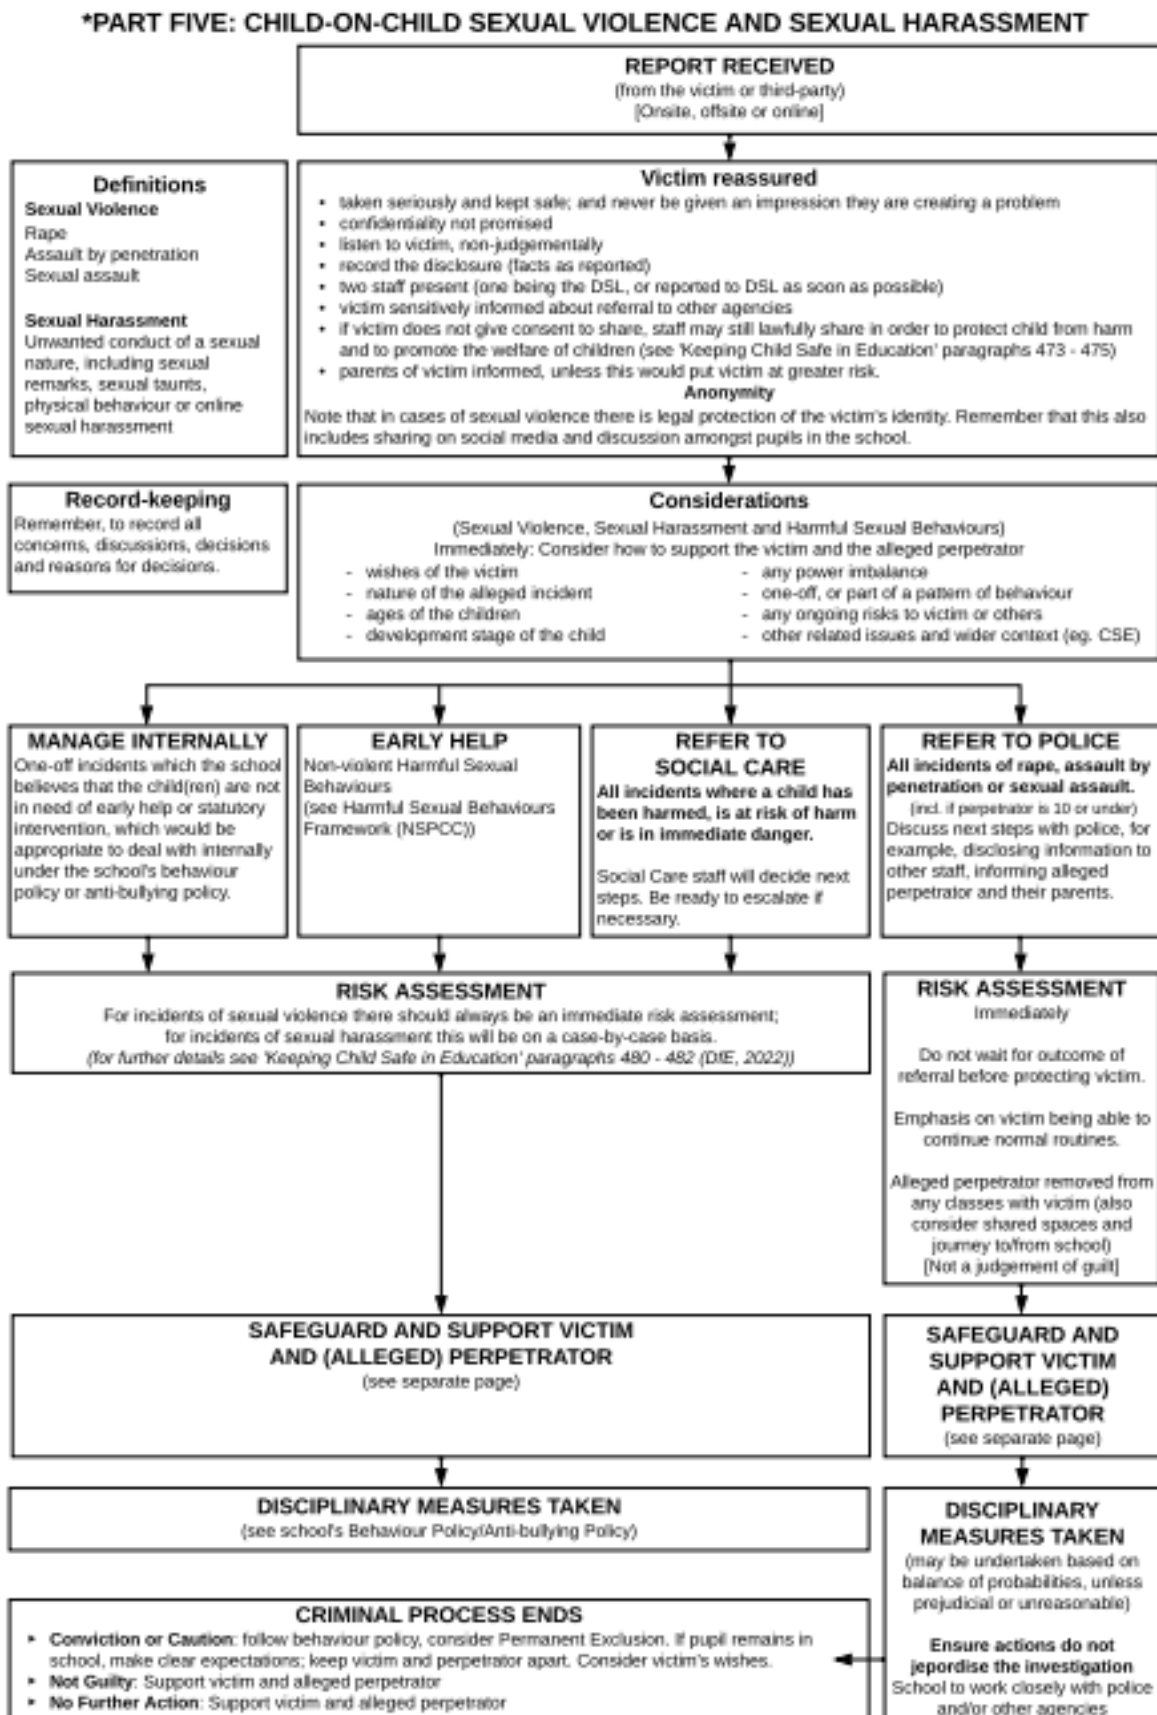 *PART FIVE: CHILD-ON-CHILD SEXUAL VIOLENCE AND SEXUAL HARASSMENT
REPORT RECEIVED
(from the victim or third-party)
[Onsite, offsite or online]
Definitions
Sexual Violence
Rape
Assault by penetration
Sexual assault
Sexual Harassment
Unwanted conduct of a sexual
nature, including sexual
remarks, sexual taunts,
physical behaviour or online
sexual harassment
Victim reassured
• taken seriously and kept safe; and never be given an impression they are creating a problem
• confidentiality not promised
• listen to victim, non-judgementally
• record the disclosure (facts as reported)
• two staff present (one being the DSL, or reported to DSL as soon as possible)
• victim sensitively informed about referral to other agencies
• if victim does not give consent to share, staff may still lawfully share in order to protect child from harm
and to promote the welfare of children (see 'Keeping Child Safe in Education' paragraphs 473 - 475)
• parents of victim informed, unless this would put victim at greater risk.
Anonymity
Note that in cases of sexual violence there is legal protection of the victim's identity. Remember that this also
includes sharing on social media and discussion amongst pupils in the school.
Record-keeping
Remember, to record all
concerns, discussions, decisions
and reasons for decisions.
Considerations
(Sexual Violence, Sexual Harassment and Harmful Sexual Behaviours)
Immediately: Consider how to support the victim and the alleged perpetrator
- wishes of the victim
- nature of the alleged incident
- ages of the children
- development stage of the child
- any power imbalance
- one-off, or part of a pattern of behaviour
- any ongoing risks to victim or others
- other related issues and wider context (eg. CSE)
MANAGE INTERNALLY
One-off incidents which the school
believes that the child(ren) are not
in need of early help or statutory
intervention, which would be
appropriate to deal with internally
under the school's behaviour
policy or anti-bullying policy.
EARLY HELP
Non-violent Harmful Sexual
Behaviours
(see Harmful Sexual Behaviours
Framework (NSPCC))
REFER TO
SOCIAL CARE
All incidents where a child has
been harmed, is at risk of harm
or is in immediate danger.
Social Care staff will decide next
steps. Be ready to escalate if
necessary.
REFER TO POLICE
All incidents of rape, assault by
penetration or sexual assault.
(incl. if perpetrator is 10 or under)
Discuss next steps with police, for
example, disclosing information to
other staff, informing alleged
perpetrator and their parents.
RISK ASSESSMENT
For incidents of sexual violence there should always be an immediate risk assessment;
for incidents of sexual harassment this will be on a case-by-case basis.
(for further details see 'Keeping Child Safe in Education' paragraphs 480 - 482 (DfE, 2022))
RISK ASSESSMENT
Immediately
Do not wait for outcome of
referral before protecting victim.
Emphasis on victim being able to
continue normal routines.
Alleged perpetrator removed from
any classes with victim (also
consider shared spaces and
journey to/from school)
[Not a judgement of guilt]
SAFEGUARD AND SUPPORT VICTIM
AND (ALLEGED) PERPETRATOR
(see separate page)
SAFEGUARD AND
SUPPORT VICTIM
AND (ALLEGED)
PERPETRATOR
(see separate page)
DISCIPLINARY MEASURES TAKEN
(see school's Behaviour Policy/Anti-bullying Policy)
DISCIPLINARY
MEASURES TAKEN
(may be undertaken based on
balance of probabilities, unless
prejudicial or unreasonable)
Ensure actions do not
jepordise the investigation
School to work closely with police
and/or other agencies
CRIMINAL PROCESS ENDS
‣ Conviction or Caution: follow behaviour policy, consider Permanent Exclusion. If pupil remains in
school, make clear expectations; keep victim and perpetrator apart. Consider victim's wishes.
‣ Not Guilty: Support victim and alleged perpetrator
‣ No Further Action: Support victim and alleged perpetrator